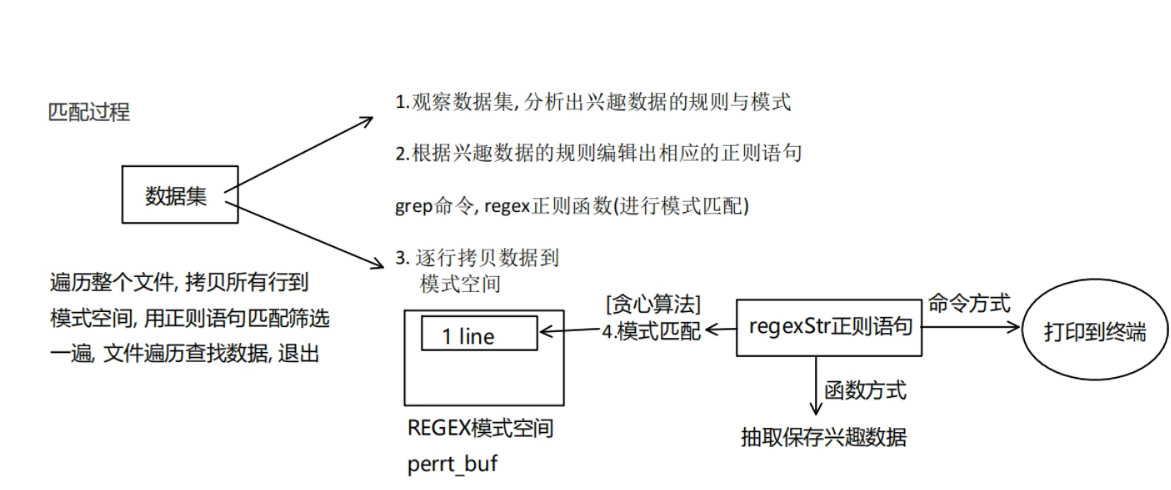 匹配过程
1.观察数据集, 分析出兴趣数据的规则与模式
2.根据兴趣数据的规则编辑出相应的正则语句
数据集
grep命令, regex正则函数(进行模式匹配)
3. 逐行拷贝数据到
模式空间
遍历整个文件, 拷贝所有行到
模式空间, 用正则语句匹配筛选
一遍, 文件遍历查找数据, 退出
1 line
[贪心算法]
4.模式匹配
regexStr正则语句
命令方式
打印到终端
函数方式
抽取保存兴趣数据
REGEX模式空间
perrt_buf